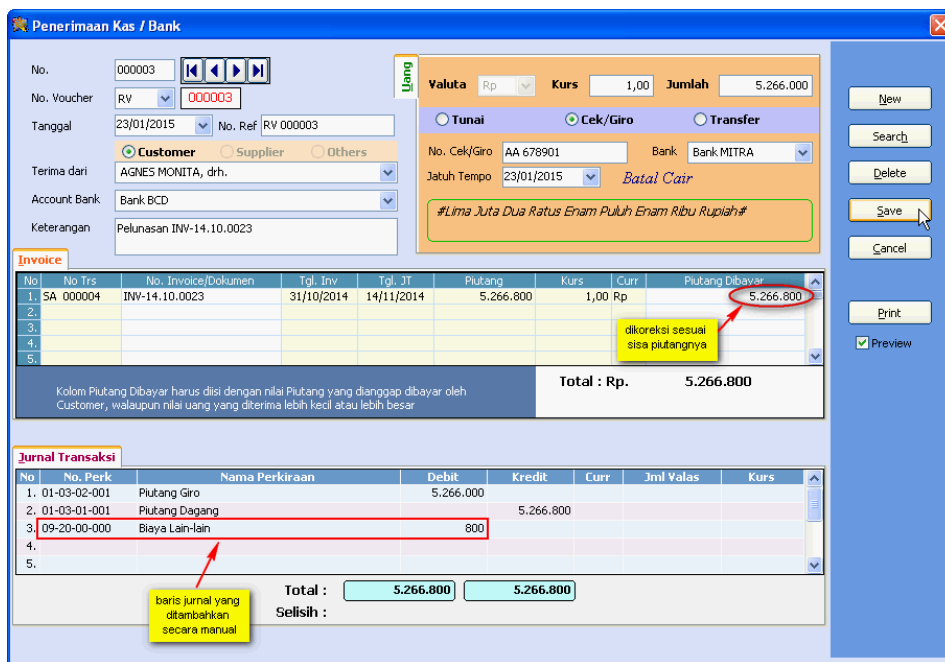 Penerimaan Kas / Bank
No. 000003
No. Voucher RV 000003
Tanggal 23/01/2015 No. Ref RV 000003
Customer Supplier Others
Terima dari AGNES MONITA, drh.
Account Bank Bank BCD
Keterangan Pelunasan INV-14.10.0023
Uang
Valuta Rp Kurs 1,00 Jumlah 5.266.000
Tunai Cek/Giro Transfer
No. Cek/Giro AA 678901 Bank Bank MITRA
Jatuh Tempo 23/01/2015 Batal Cair
#Lima Juta Dua Ratus Enam Puluh Enam Ribu Rupiah#
New
Search
Delete
Save
Cancel
Print
Preview
Invoice
No No Trs No. Invoice/Dokumen Tgl. Inv Tgl. JT Piutang Kurs Curr Piutang Dibayar
1. SA 000004 INV-14.10.0023 31/10/2014 14/11/2014 5.266.800 1,00 Rp 5.266.800
2.
3.
4.
5.
dikoreksi sesuai
sisa piutangnya
Kolom Piutang Dibayar harus diisi dengan nilai Piutang yang dianggap dibayar oleh
Customer, walaupun nilai uang yang diterima lebih kecil atau lebih besar
Total : Rp. 5.266.800
Jurnal Transaksi
No No. Perk Nama Perkiraan Debit Kredit Curr Jml Valas Kurs
1. 01-03-02-001 Piutang Giro 5.266.000
2. 01-03-01-001 Piutang Dagang 5.266.800
3. 09-20-00-000 Biaya Lain-lain 800
4.
5.
baris jurnal yang
ditambahkan
secara manual
Total : 5.266.800 5.266.800
Selisih :